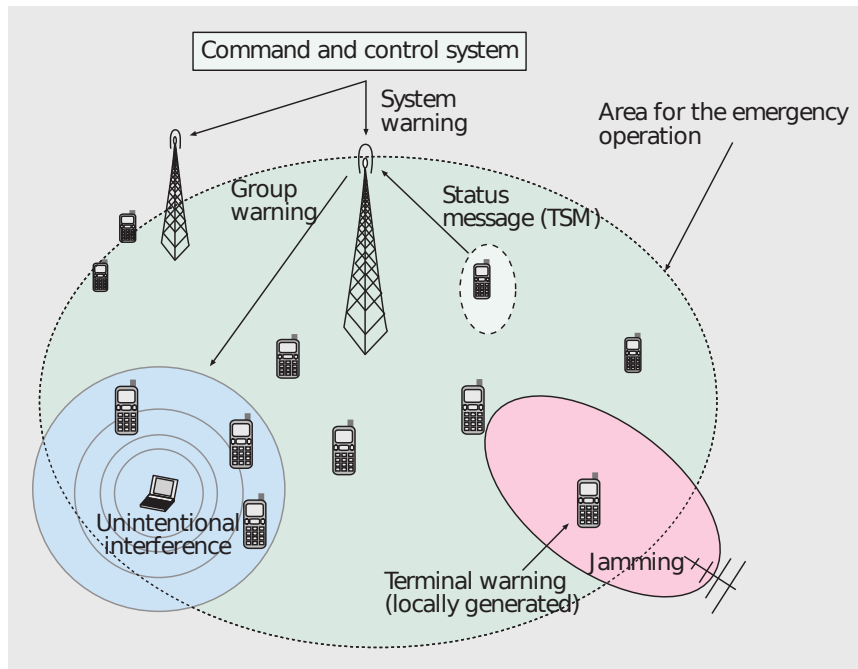 Command and control system
System
warning
Area for the emergency
operation
Group
warning
Status
message (TSM)
Unintentional
interference
Jamming
Terminal warning
(locally generated)